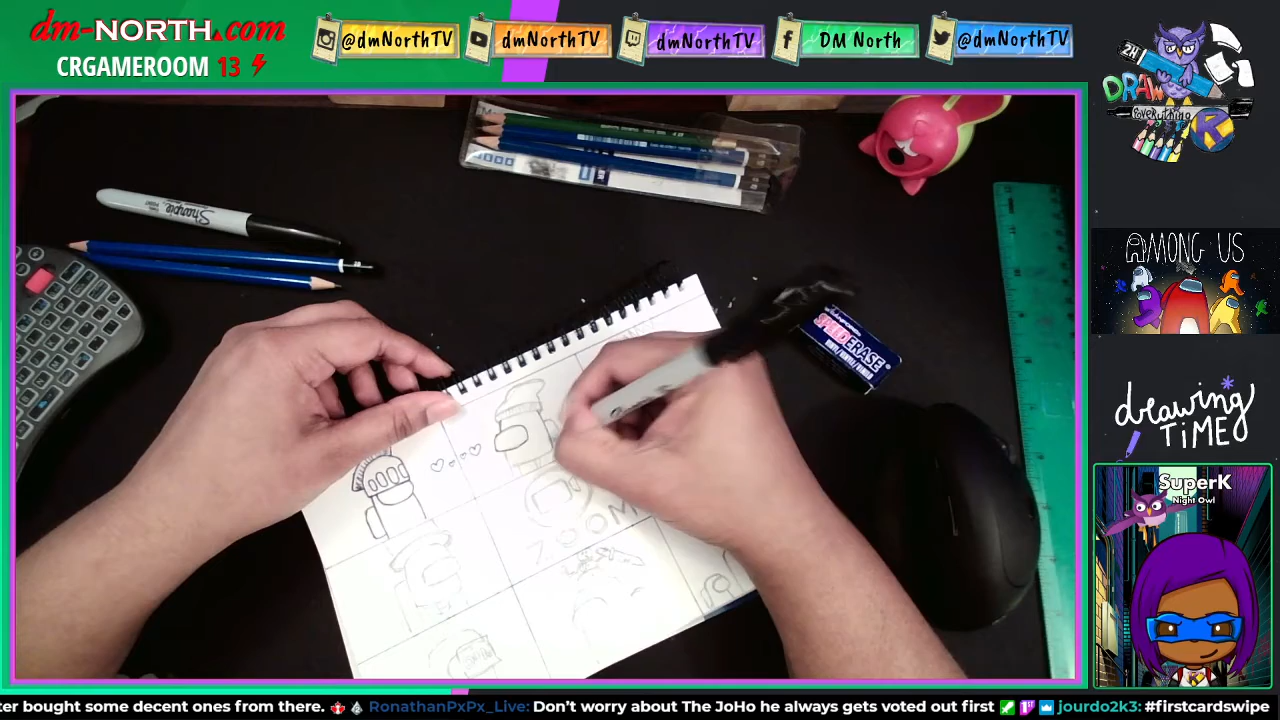 dm-NORTH.com
CRGAMEROOM 13
@dmNorthTV
dmNorthTV
dmNorthTV
DM North
@dmNorthTV
2H
DRAW
R
AMONG US
drawing
TiME
SuperK
Night Owl
Sharpie
SPEEDERASE
ZOOM
ter bought some decent ones from there. RonathanPxPx_Live: Don't worry about The JoHo he always gets voted out first jourdo2k3: #firstcardswipe